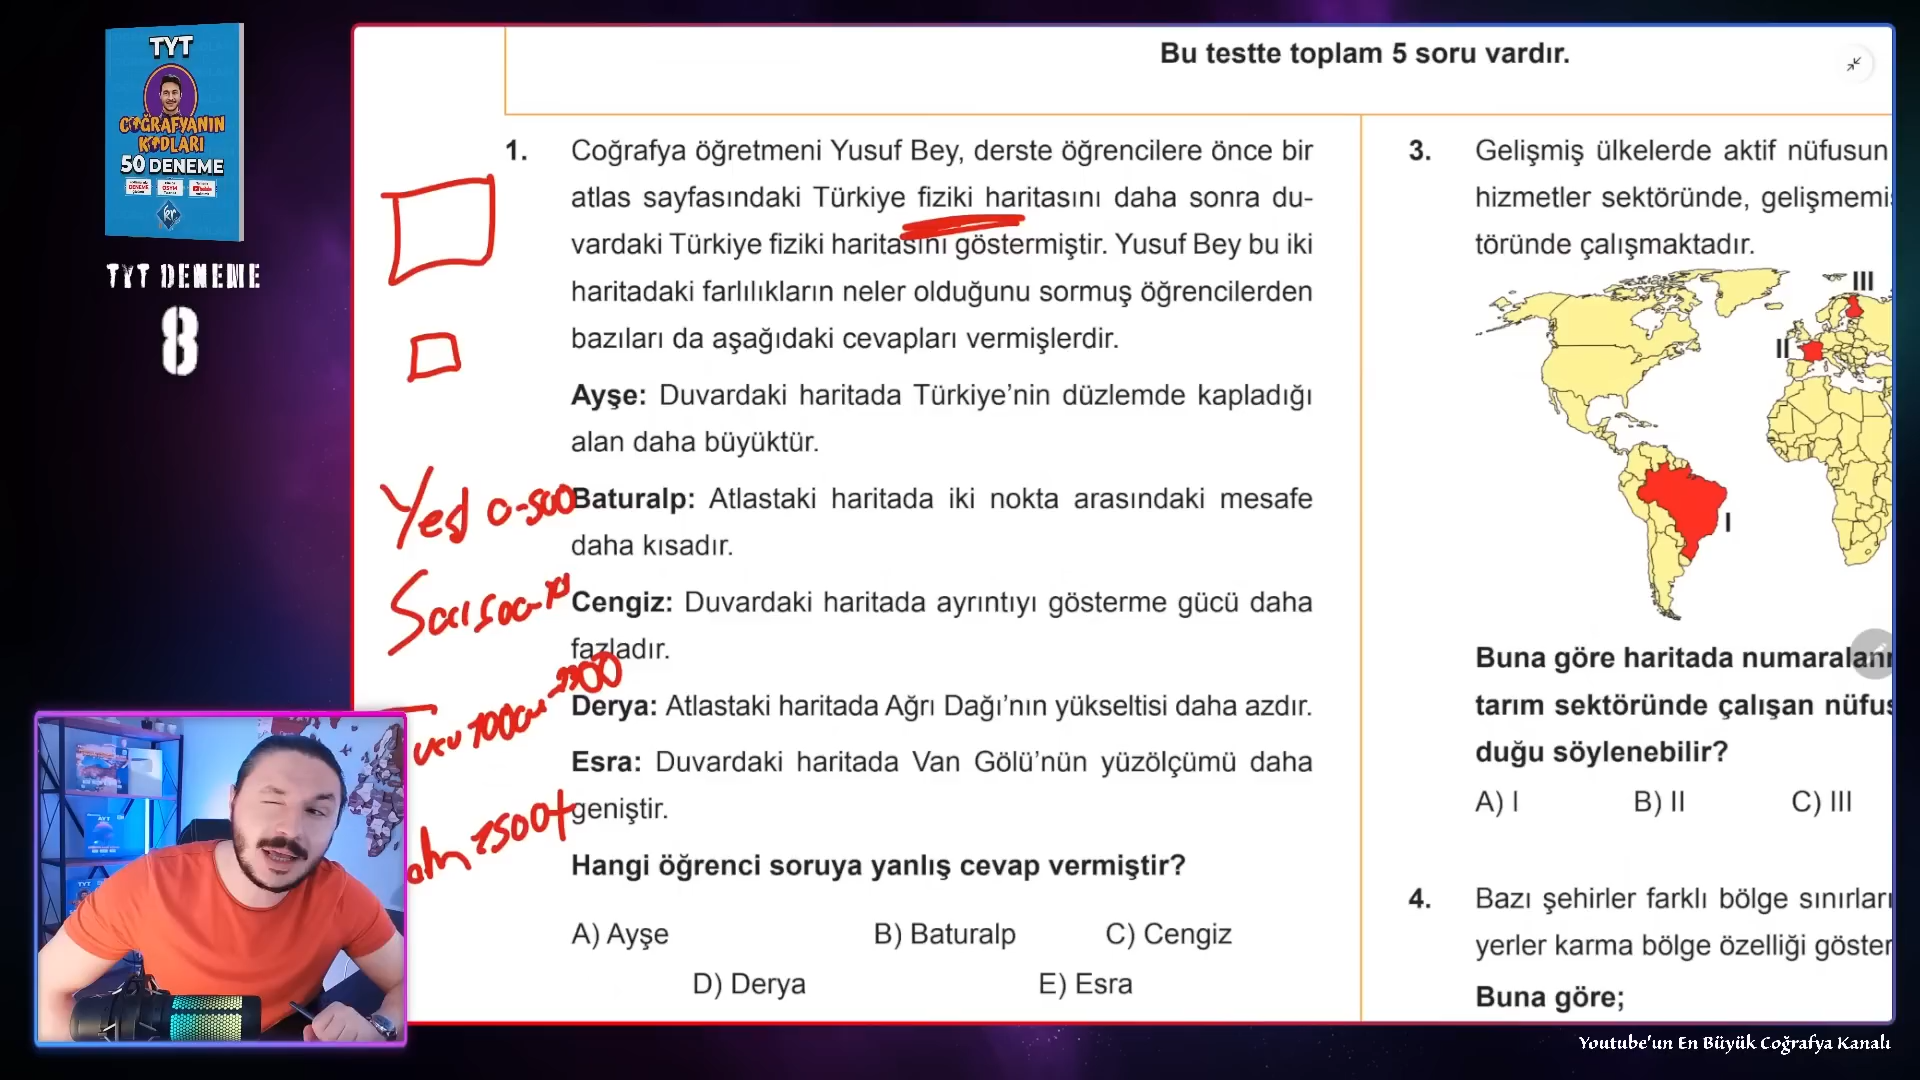 TYT
COĞRAFYANIN
KODLARI
50 DENEME
TYT DENEME
8
Bu testte toplam 5 soru vardır.
1. Coğrafya öğretmeni Yusuf Bey, derste öğrencilere önce bir
atlas sayfasındaki Türkiye fiziki haritasını daha sonra du-
vardaki Türkiye fiziki haritasını göstermiştir. Yusuf Bey bu iki
haritadaki farlılıkların neler olduğunu sormuş öğrencilerden
bazıları da aşağıdaki cevapları vermişlerdir.
Ayşe: Duvardaki haritada Türkiye'nin düzlemde kapladığı
alan daha büyüktür.
Baturalp: Atlastaki haritada iki nokta arasındaki mesafe
daha kısadır.
Cengiz: Duvardaki haritada ayrıntıyı gösterme gücü daha
fazladır.
Derya: Atlastaki haritada Ağrı Dağı'nın yükseltisi daha azdır.
Esra: Duvardaki haritada Van Gölü'nün yüzölçümü daha
geniştir.
Hangi öğrenci soruya yanlış cevap vermiştir?
A) Ayşe B) Baturalp C) Cengiz
D) Derya E) Esra
Yeşl 0-500
3. Gelişmiş ülkelerde aktif nüfusun
hizmetler sektöründe, gelişmemi
töründe çalışmaktadır.
III
II
I
Buna göre haritada numaralan
tarım sektöründe çalışan nüfus
duğu söylenebilir?
A) I B) II C) III
4. Bazı şehirler farklı bölge sınırları
yerler karma bölge özelliği göster
Buna göre;
Youtube'un En Büyük Coğrafya Kanalı